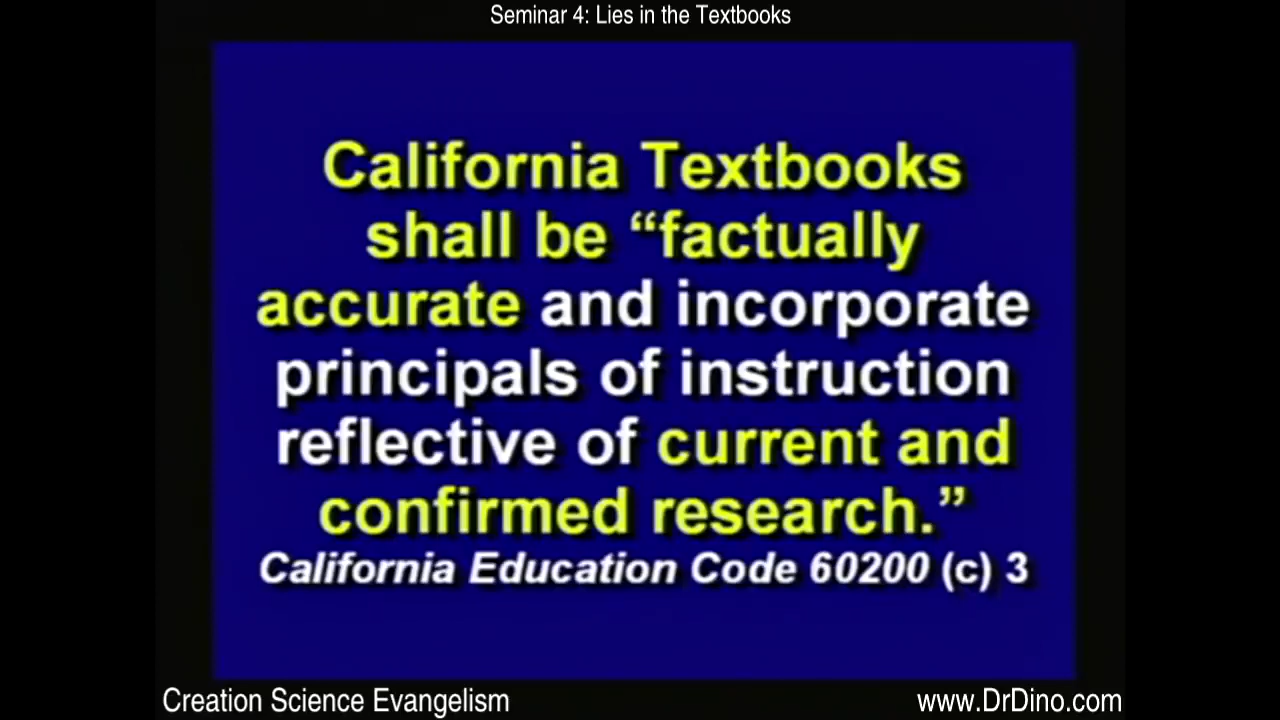 Seminar 4: Lies in the Textbooks
California Textbooks
shall be “factually
accurate and incorporate
principals of instruction
reflective of current and
confirmed research.”
California Education Code 60200 (c) 3
Creation Science Evangelism
www.DrDino.com